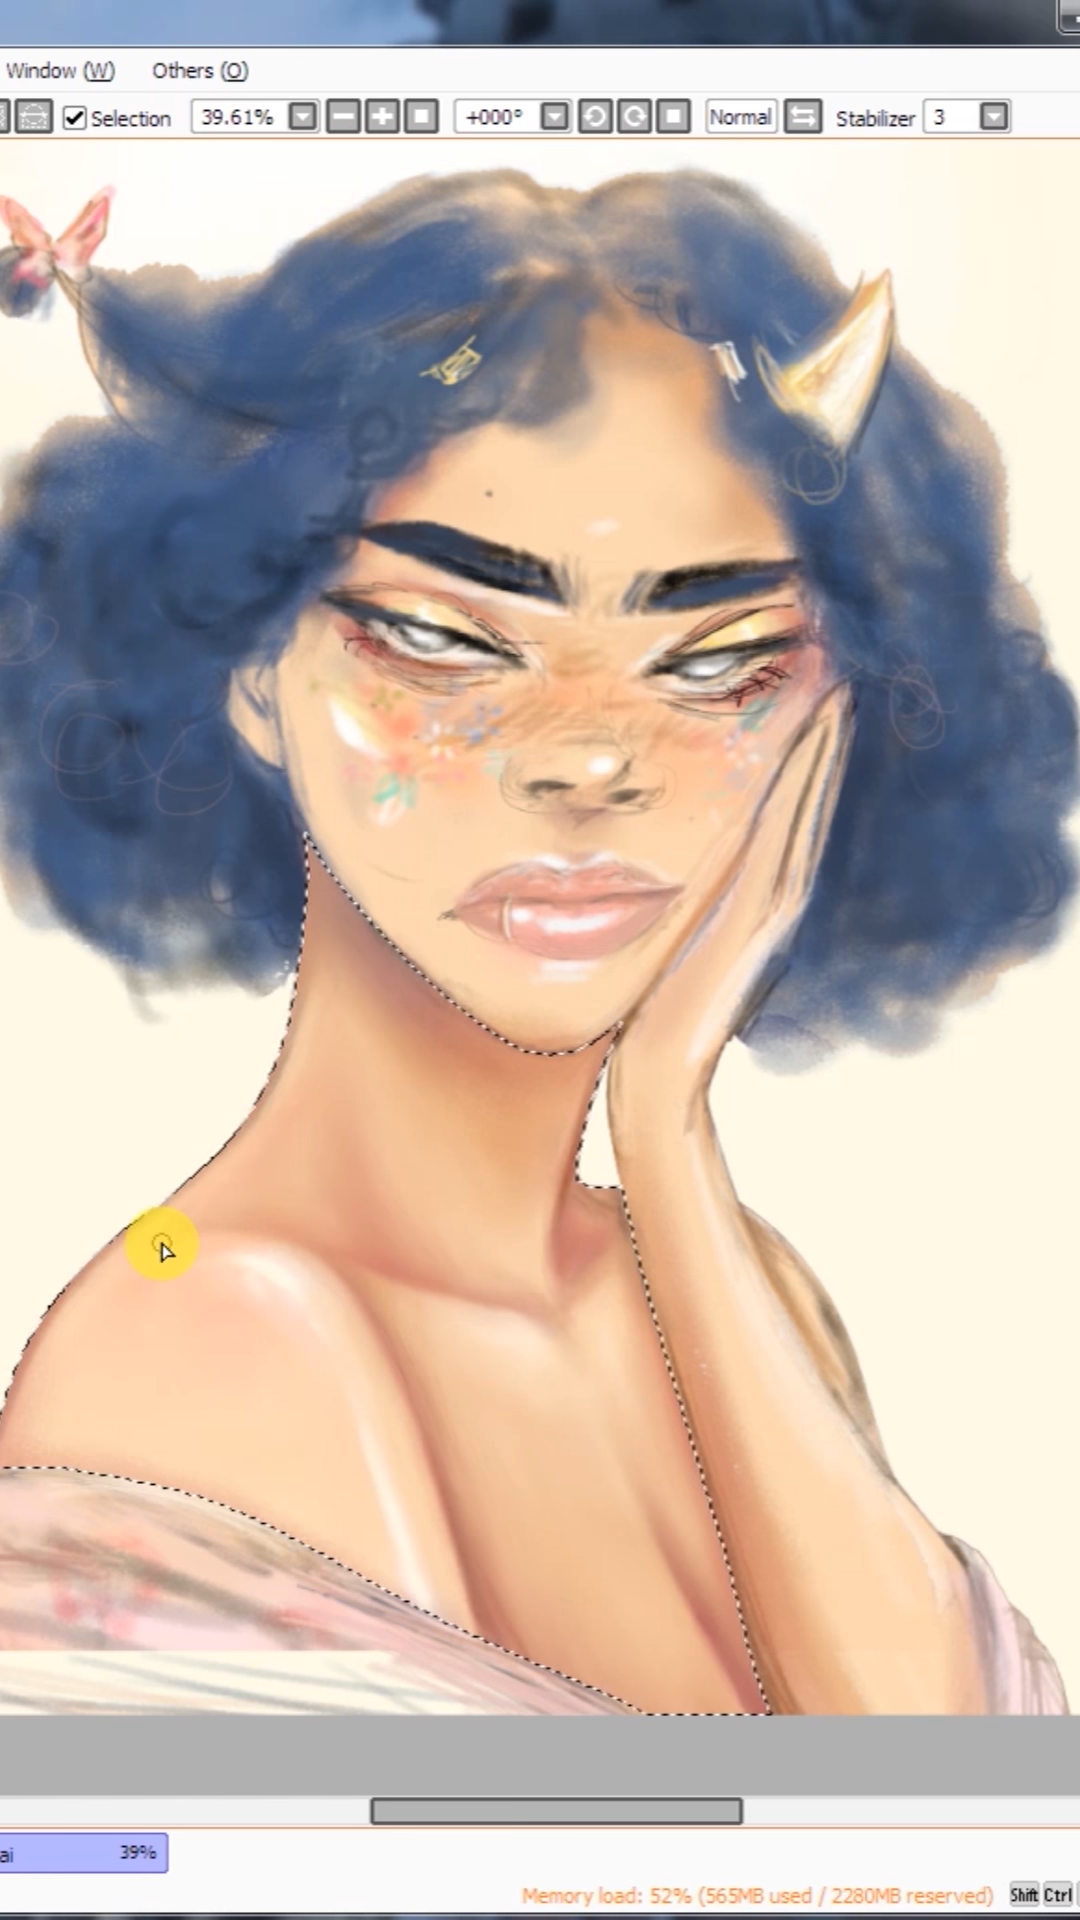 Window (W) Others (O)
Selection 39.61% +000° Normal Stabilizer 3
ai 39%
Memory load: 52% (565MB used / 2280MB reserved) Shift Ctrl